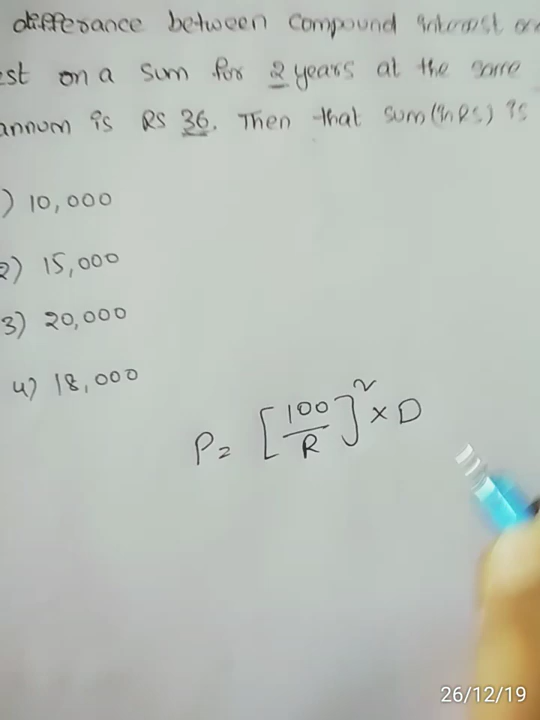 differance between compound interest
est on a sum for 2 years at the same
annum is RS 36. Then that sum (In RS) is
) 10,000
2) 15,000
3) 20,000
4) 18,000
P= [100/R]² × D
26/12/19